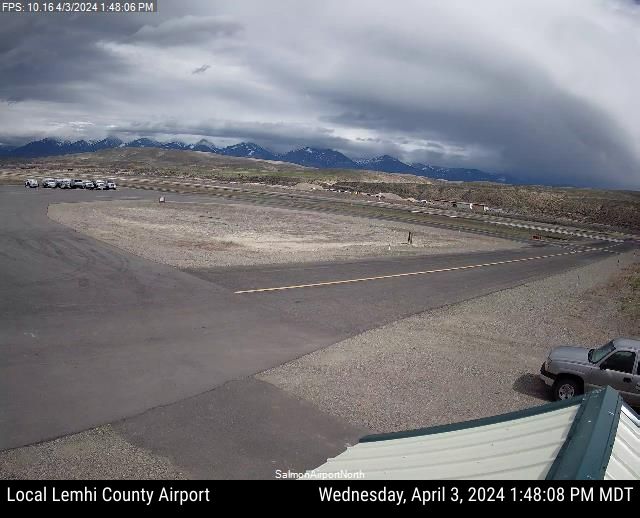 FPS: 10.16 4/3/2024 1:48:06 PM
SalmonAirportNorth
Local Lemhi County Airport Wednesday, April 3, 2024 1:48:08 PM MDT